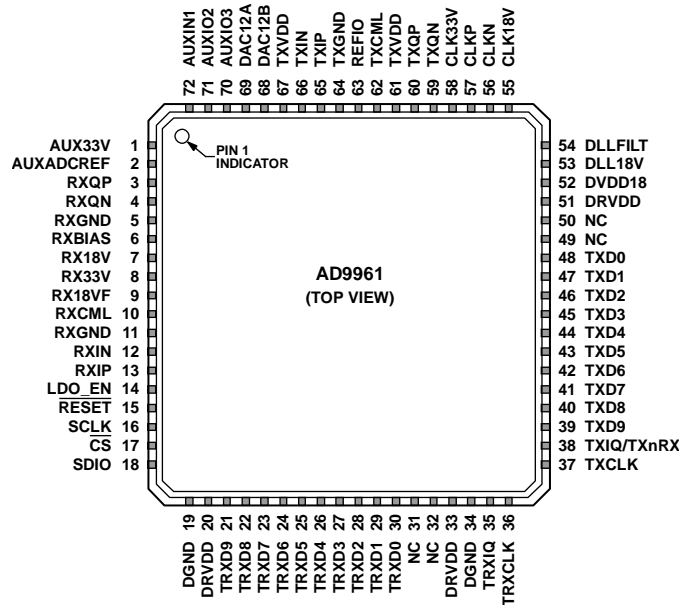 72 AUXIN1
71 AUXIO2
70 AUXIO3
69 DAC12A
68 DAC12B
67 TXVDD
66 TXIN
65 TXIP
64 TXGND
63 REFIO
62 TXCML
61 TXVDD
60 TXQP
59 TXQN
58 CLK33V
57 CLKP
56 CLKN
55 CLK18V
AUX33V 1
AUXADCREF 2
RXQP 3
RXQN 4
RXGND 5
RXBIAS 6
RX18V 7
RX33V 8
RX18VF 9
RXCML 10
RXGND 11
RXIN 12
RXIP 13
LDO_EN 14
RESET 15
SCLK 16
CS 17
SDIO 18
PIN 1
INDICATOR
AD9961
(TOP VIEW)
54 DLLFILT
53 DLL18V
52 DVDD18
51 DRVDD
50 NC
49 NC
48 TXD0
47 TXD1
46 TXD2
45 TXD3
44 TXD4
43 TXD5
42 TXD6
41 TXD7
40 TXD8
39 TXD9
38 TXIQ/TXnRX
37 TXCLK
DGND 19
DRVDD 20
TRXD9 21
TRXD8 22
TRXD7 23
TRXD6 24
TRXD5 25
TRXD4 26
TRXD3 27
TRXD2 28
TRXD1 29
TRXD0 30
NC 31
NC 32
DRVDD 33
DGND 34
TRXIQ 35
TRXCLK 36